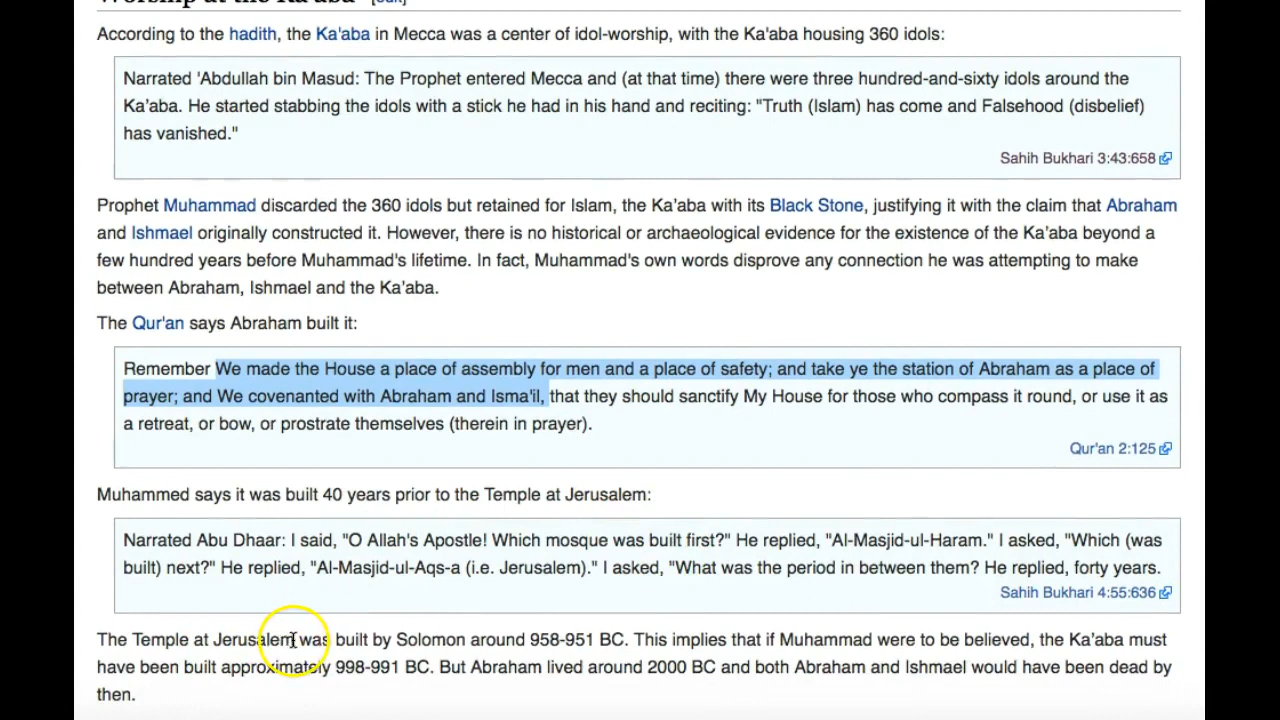 Worship at the Ka'aba [edit]
According to the hadith, the Ka'aba in Mecca was a center of idol-worship, with the Ka'aba housing 360 idols:
Narrated 'Abdullah bin Masud: The Prophet entered Mecca and (at that time) there were three hundred-and-sixty idols around the
Ka'aba. He started stabbing the idols with a stick he had in his hand and reciting: "Truth (Islam) has come and Falsehood (disbelief)
has vanished."
Sahih Bukhari 3:43:658
Prophet Muhammad discarded the 360 idols but retained for Islam, the Ka'aba with its Black Stone, justifying it with the claim that Abraham
and Ishmael originally constructed it. However, there is no historical or archaeological evidence for the existence of the Ka'aba beyond a
few hundred years before Muhammad's lifetime. In fact, Muhammad's own words disprove any connection he was attempting to make
between Abraham, Ishmael and the Ka'aba.
The Qur'an says Abraham built it:
Remember We made the House a place of assembly for men and a place of safety; and take ye the station of Abraham as a place of
prayer; and We covenanted with Abraham and Isma'il, that they should sanctify My House for those who compass it round, or use it as
a retreat, or bow, or prostrate themselves (therein in prayer).
Qur'an 2:125
Muhammed says it was built 40 years prior to the Temple at Jerusalem:
Narrated Abu Dhaar: I said, "O Allah's Apostle! Which mosque was built first?" He replied, "Al-Masjid-ul-Haram." I asked, "Which (was
built) next?" He replied, "Al-Masjid-ul-Aqs-a (i.e. Jerusalem)." I asked, "What was the period in between them? He replied, forty years.
Sahih Bukhari 4:55:636
The Temple at Jerusalem was built by Solomon around 958-951 BC. This implies that if Muhammad were to be believed, the Ka'aba must
have been built approximately 998-991 BC. But Abraham lived around 2000 BC and both Abraham and Ishmael would have been dead by
then.